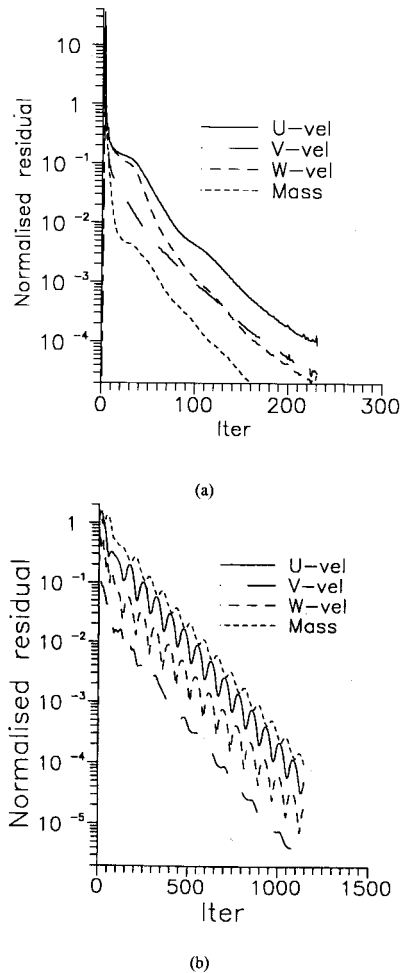 Normalised residual
10
1
10⁻¹
10⁻²
10⁻³
10⁻⁴
U-vel
V-vel
W-vel
Mass
0 100 200 300
Iter
(a)
Normalised residual
1
10⁻¹
10⁻²
10⁻³
10⁻⁴
10⁻⁵
U-vel
V-vel
W-vel
Mass
0 500 1000 1500
Iter
(b)